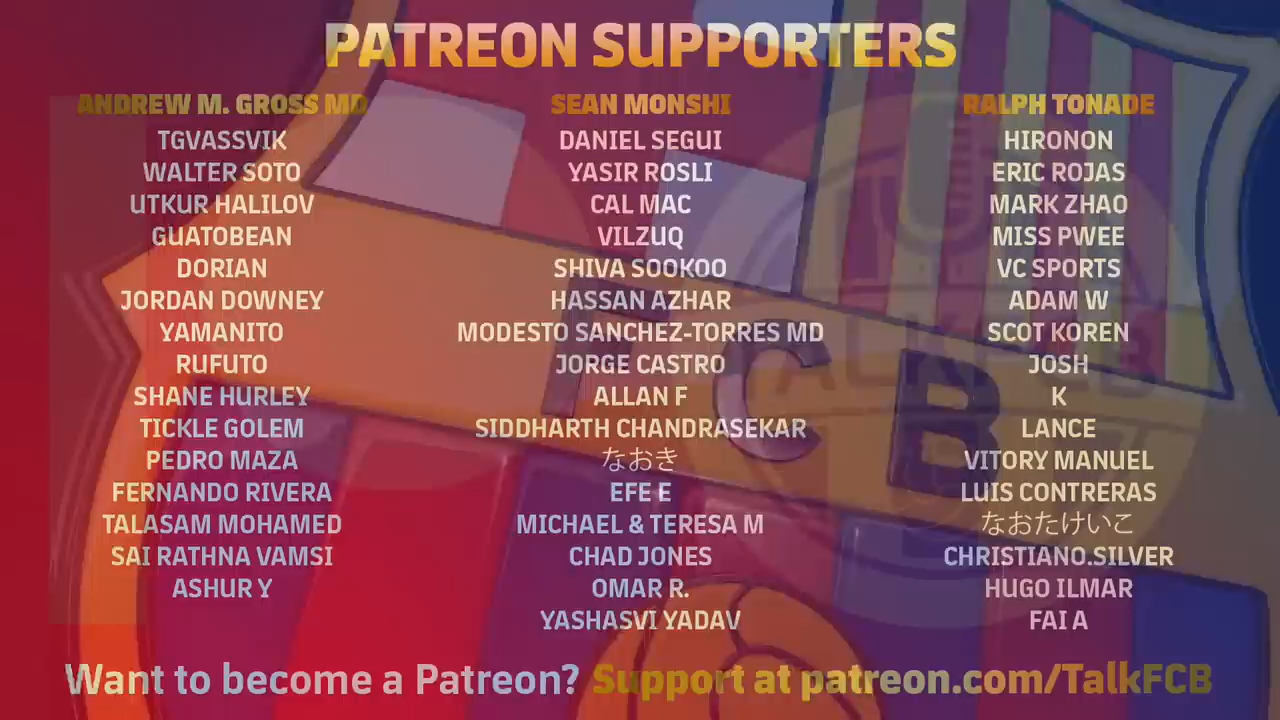 PATREON SUPPORTERS
ANDREW M. GROSS MD
TGVASSVIK
WALTER SOTO
UTKUR HALILOV
GUATOBEAN
DORIAN
JORDAN DOWNEY
YAMANITO
RUFUTO
SHANE HURLEY
TICKLE GOLEM
PEDRO MAZA
FERNANDO RIVERA
TALASAM MOHAMED
SAI RATHNA VAMSI
ASHUR Y
SEAN MONSHI
DANIEL SEGUI
YASIR ROSLI
CAL MAC
VILZUQ
SHIVA SOOKOO
HASSAN AZHAR
MODESTO SANCHEZ-TORRES MD
JORGE CASTRO
ALLAN F
SIDDHARTH CHANDRASEKAR
なおき
EFE E
MICHAEL & TERESA M
CHAD JONES
OMAR R.
YASHASVI YADAV
RALPH TONADE
HIRONON
ERIC ROJAS
MARK ZHAO
MISS PWEE
VC SPORTS
ADAM W
SCOT KOREN
JOSH
K
LANCE
VITORY MANUEL
LUIS CONTRERAS
なおたけいこ
CHRISTIANO.SILVER
HUGO ILMAR
FAI A
FCB
TALKFCB
Want to become a Patreon? Support at patreon.com/TalkFCB